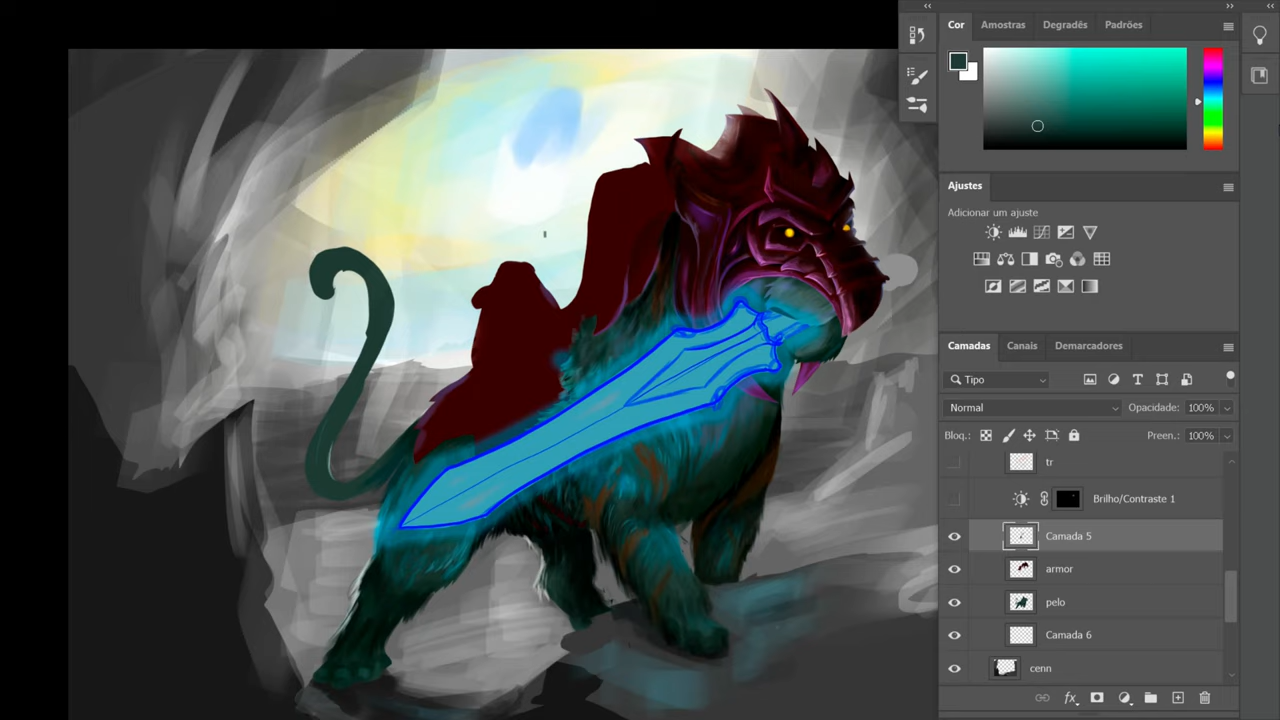 Cor Amostras Degradês Padrões
Ajustes
Adicionar um ajuste
Camadas Canais Demarcadores
Tipo
Normal Opacidade: 100%
Bloq.: Preen.: 100%
tr
Brilho/Contraste 1
Camada 5
armor
pelo
Camada 6
cenn
fx